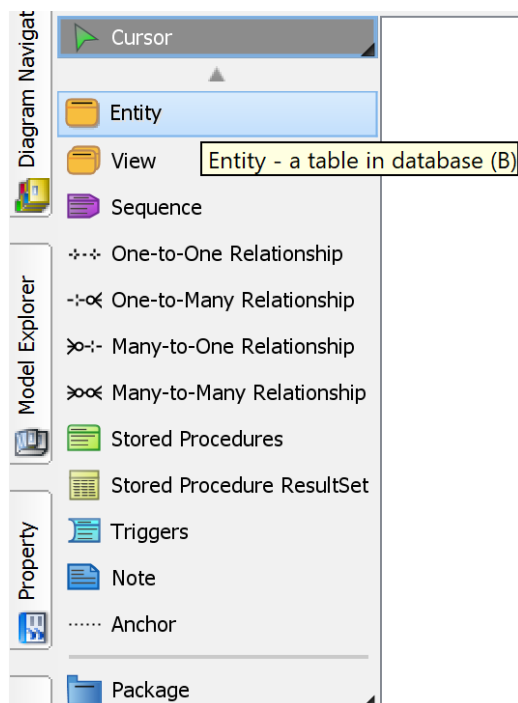 Diagram Navigat
Model Explorer
Property
Cursor
Entity
View
Entity - a table in database (B)
Sequence
One-to-One Relationship
One-to-Many Relationship
Many-to-One Relationship
Many-to-Many Relationship
Stored Procedures
Stored Procedure ResultSet
Triggers
Note
Anchor
Package